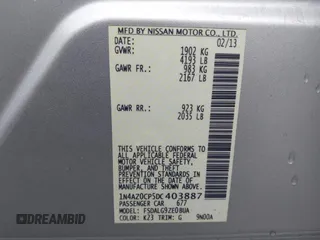 MFD BY NISSAN MOTOR CO., LTD.
02/13
GVWR: 1902 KG
4193 LB
GAWR FR.: 983 KG
2167 LB
GAWR RR.: 923 KG
2035 LB
THIS VEHICLE CONFORMS TO ALL APPLICABLE
FEDERAL MOTOR VEHICLE SAFETY, BUMPER,
AND THEFT PREVENTION STANDARDS
IN EFFECT ON THE DATE OF
MANUFACTURE SHOWN ABOVE.
1N4AZ0CP5DC403887
PASSENGER CAR 677
MODEL: FSDALG9ZE0BUA
COLOR: K23 TRIM: G 9N00A